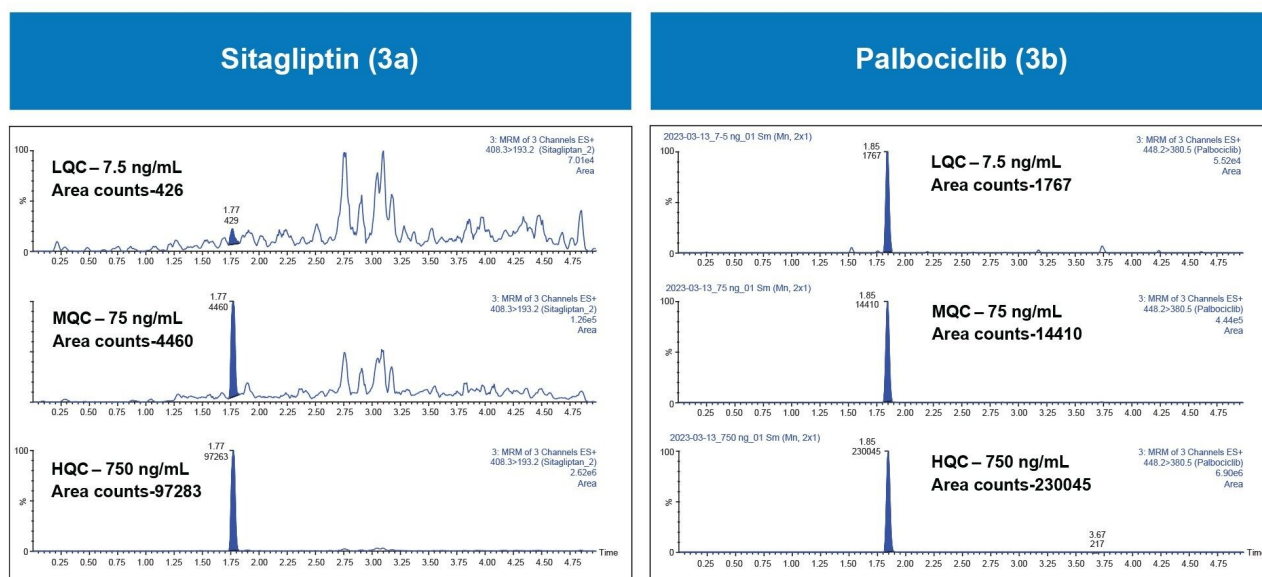 Sitagliptin (3a)
3: MRM of 3 Channels ES+
408.3>193.2 (Sitagliptan_2)
7.01e4
Area
100
%
0
LQC – 7.5 ng/mL
Area counts-426
1.77
429
0.25 0.50 0.75 1.00 1.25 1.50 1.75 2.00 2.25 2.50 2.75 3.00 3.25 3.50 3.75 4.00 4.25 4.50 4.75
3: MRM of 3 Channels ES+
408.3>193.2 (Sitagliptan_2)
1.26e5
Area
MQC – 75 ng/mL
Area counts-4460
1.77
4460
0
0.25 0.50 0.75 1.00 1.25 1.50 1.75 2.00 2.25 2.50 2.75 3.00 3.25 3.50 3.75 4.00 4.25 4.50 4.75
3: MRM of 3 Channels ES+
408.3>193.2 (Sitagliptan_2)
2.62e6
Area
100
%
0
HQC – 750 ng/mL
Area counts-97283
1.77
97263
Time
0.25 0.50 0.75 1.00 1.25 1.50 1.75 2.00 2.25 2.50 2.75 3.00 3.25 3.50 3.75 4.00 4.25 4.50 4.75
Palbociclib (3b)
2023-03-13_7-5 ng_01 Sm (Mn, 2x1)
3: MRM of 3 Channels ES+
448.2>380.5 (Palbociclib)
5.52e4
Area
100
%
0
1.85
1767
LQC – 7.5 ng/mL
Area counts-1767
0.25 0.50 0.75 1.00 1.25 1.50 1.75 2.00 2.25 2.50 2.75 3.00 3.25 3.50 3.75 4.00 4.25 4.50 4.75
2023-03-13_75 ng_01 Sm (Mn, 2x1)
3: MRM of 3 Channels ES+
448.2>380.5 (Palbociclib)
4.44e5
Area
100
%
0
1.85
14410
MQC – 75 ng/mL
Area counts-14410
0.25 0.50 0.75 1.00 1.25 1.50 1.75 2.00 2.25 2.50 2.75 3.00 3.25 3.50 3.75 4.00 4.25 4.50 4.75
2023-03-13_750 ng_01 Sm (Mn, 2x1)
3: MRM of 3 Channels ES+
448.2>380.5 (Palbociclib)
6.90e6
Area
100
%
0
1.85
230045
HQC – 750 ng/mL
Area counts-230045
3.67
217
Time
0.25 0.50 0.75 1.00 1.25 1.50 1.75 2.00 2.25 2.50 2.75 3.00 3.25 3.50 3.75 4.00 4.25 4.50 4.75